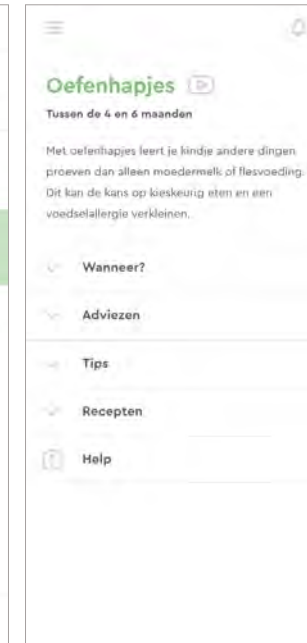 Oefenhapjes
Tussen de 4 en 6 maanden
Met oefenhapjes leert je kindje andere dingen
proeven dan alleen moedermelk of flesvoeding.
Dit kan de kans op kieskeurig eten en een
voedselallergie verkleinen.
Wanneer?
Adviezen
Tips
Recepten
Help